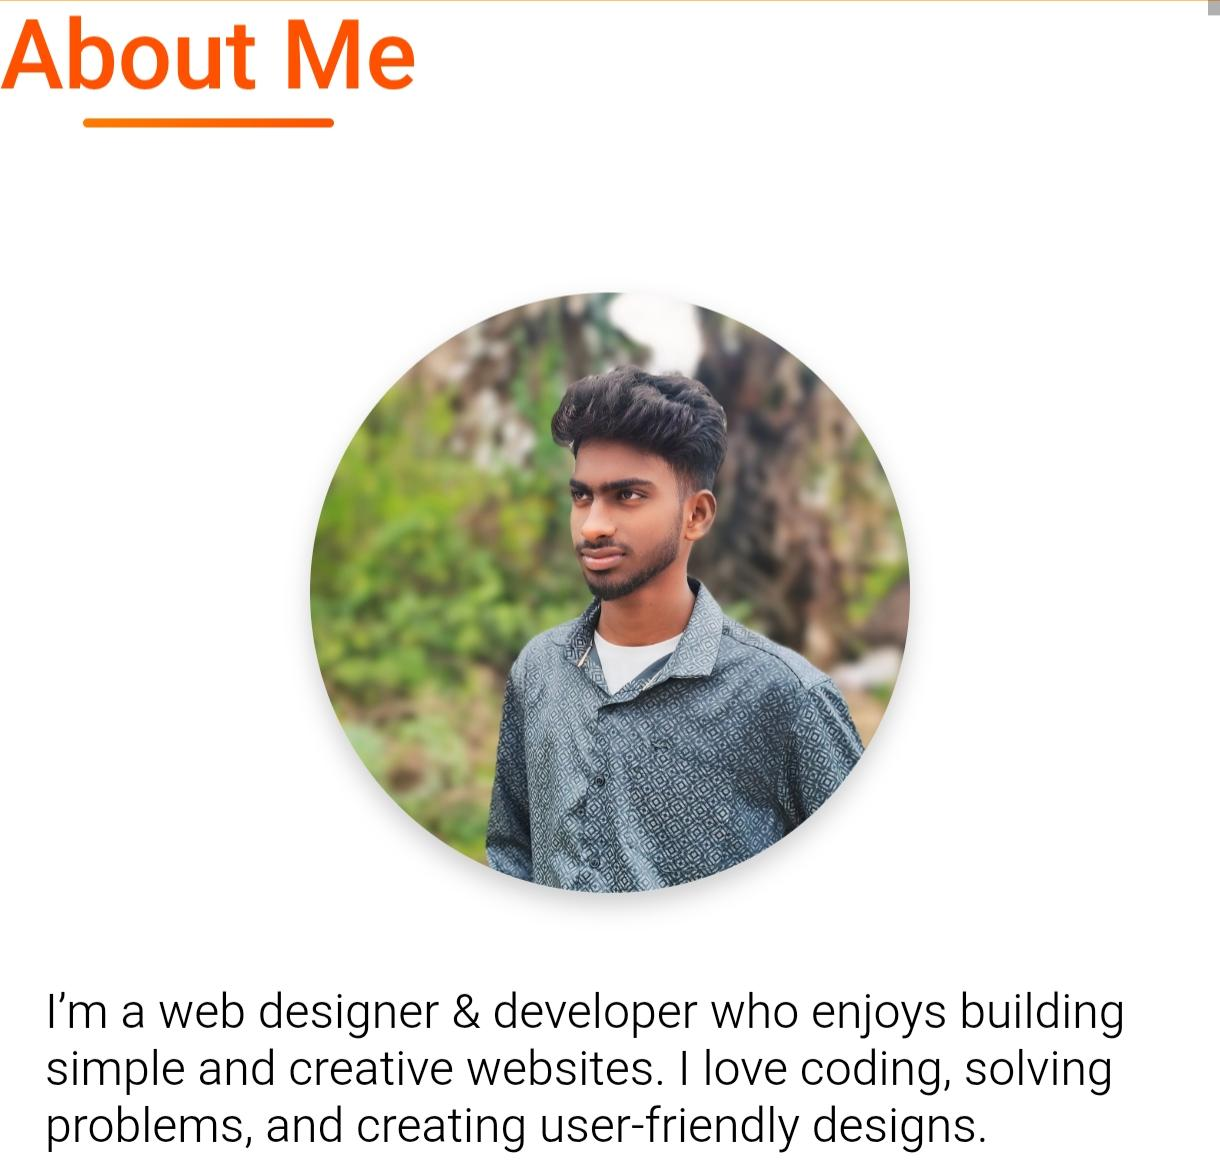 About Me
I’m a web designer & developer who enjoys building
simple and creative websites. I love coding, solving
problems, and creating user-friendly designs.